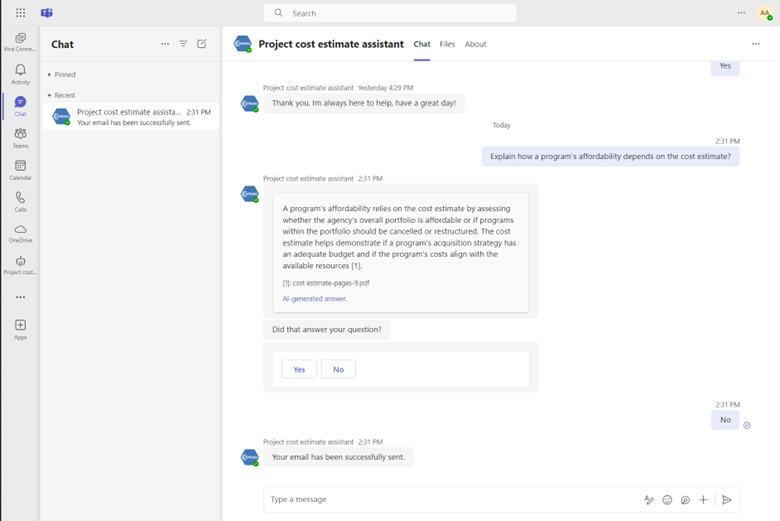 Search
AA
Viva Conne...
Activity
Chat
Teams
Calendar
Calls
OneDrive
Project cost...
Apps
Chat
Pinned
Recent
Project cost estimate assista... 2:31 PM
Your email has been successfully sent.
Project cost estimate assistant Chat Files About
Yes
Project cost estimate assistant Yesterday 4:29 PM
Thank you. Im always here to help, have a great day!
Today
2:31 PM
Explain how a program's affordability depends on the cost estimate?
Project cost estimate assistant 2:31 PM
A program's affordability relies on the cost estimate by assessing
whether the agency's overall portfolio is affordable or if programs
within the portfolio should be cancelled or restructured. The cost
estimate helps demonstrate if a program's acquisition strategy has
an adequate budget and if the program's costs align with the
available resources [1].
[1]: cost estimate-pages-9.pdf
AI-generated answer.
Did that answer your question?
Yes No
2:31 PM
No
Project cost estimate assistant 2:31 PM
Your email has been successfully sent.
Type a message